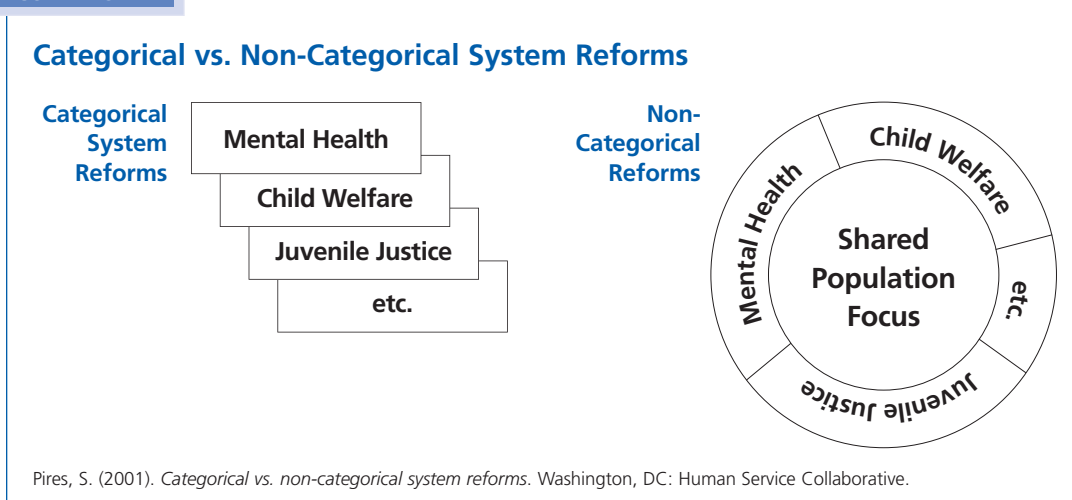 Categorical vs. Non-Categorical System Reforms
Categorical
System
Reforms
Mental Health
Child Welfare
Juvenile Justice
etc.
Non-
Categorical
Reforms
Mental Health
Child Welfare
etc.
Juvenile Justice
Shared
Population
Focus
Pires, S. (2001). Categorical vs. non-categorical system reforms. Washington, DC: Human Service Collaborative.